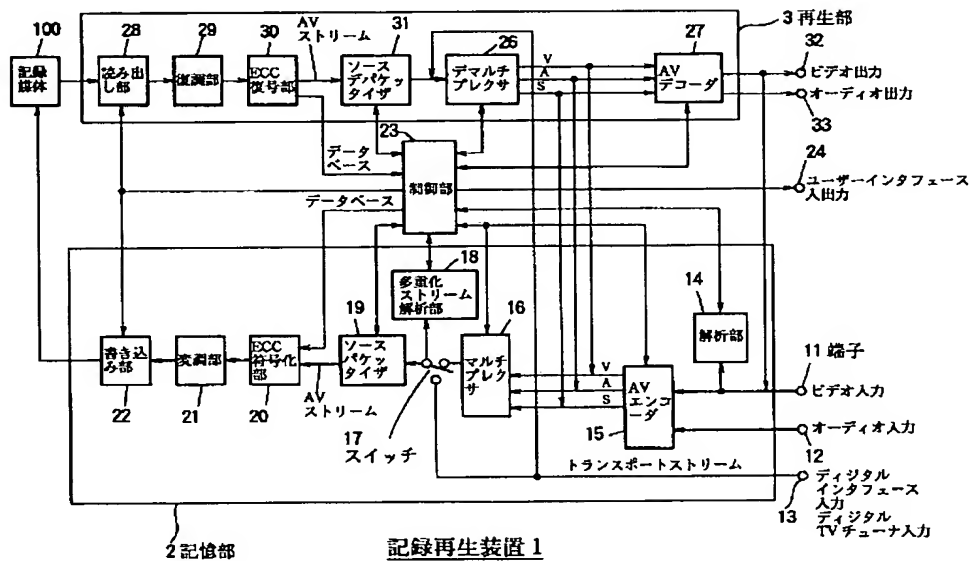 3 再生部
100
記録
媒体
28
読み出
し部
29
復調部
30
ECC
復号部
AV
ストリーム
31
ソース
デパケッ
タイザ
26
デマルチ
プレクサ
V
A
S
27
AV
デコーダ
32
ビデオ出力
オーディオ出力
33
23
制御部
データ
ベース
データベース
24
ユーザーインタフェース
入出力
18
多重化
ストリーム
解析部
14
解析部
22
書き込
み部
21
変調部
20
ECC
符号化
部
AV
ストリーム
19
ソース
パケッ
タイザ
17
スイッチ
16
マルチ
プレク
サ
V
A
S
15
AV
エンコ
ーダ
11 端子
ビデオ入力
オーディオ入力
12
トランスポートストリーム
13
ディジタル
インタフェース
入力
ディジタル
TVチューナ入力
2 記憶部
記録再生装置1